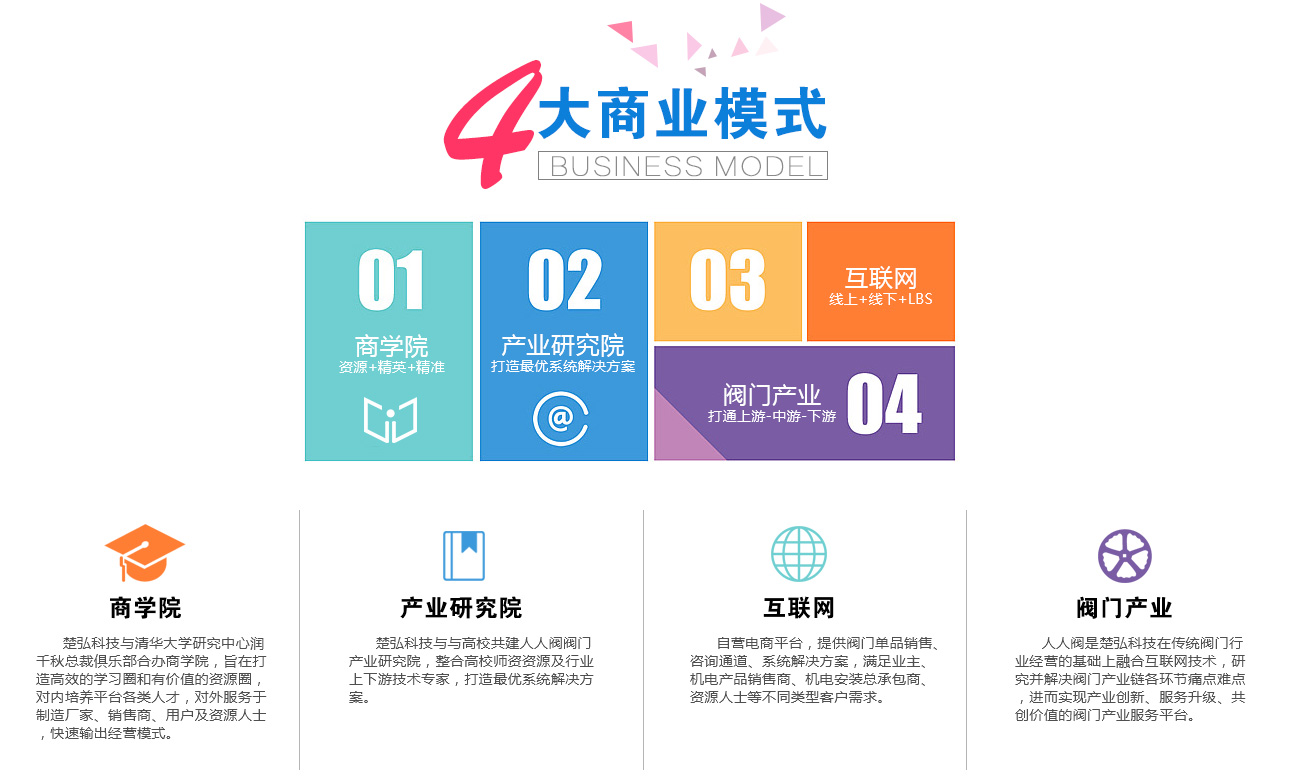 4大商业模式
BUSINESS MODEL
01
商学院
资源+精英+精准
02
产业研究院
打造最优系统解决方案
@
03
互联网
线上+线下+LBS
阀门产业
打通上游-中游-下游
04
商学院
楚弘科技与清华大学研究中心润
千秋总裁俱乐部合办商学院，旨在打
造高效的学习圈和有价值的资源圈，
对内培养平台各类人才，对外服务于
制造厂家、销售商、用户及资源人士
，快速输出经营模式。
产业研究院
楚弘科技与与高校共建人人阀阀门
产业研究院，整合高校师资资源及行业
上下游技术专家，打造最优系统解决方
案。
互联网
自营电商平台，提供阀门单品销售、
咨询通道、系统解决方案，满足业主、
机电产品销售商、机电安装总承包商、
资源人士等不同类型客户需求。
阀门产业
人人阀是楚弘科技在传统阀门行
业经营的基础上融合互联网技术，研
究并解决阀门产业链各环节痛点难点
，进而实现产业创新、服务升级、共
创价值的阀门产业服务平台。